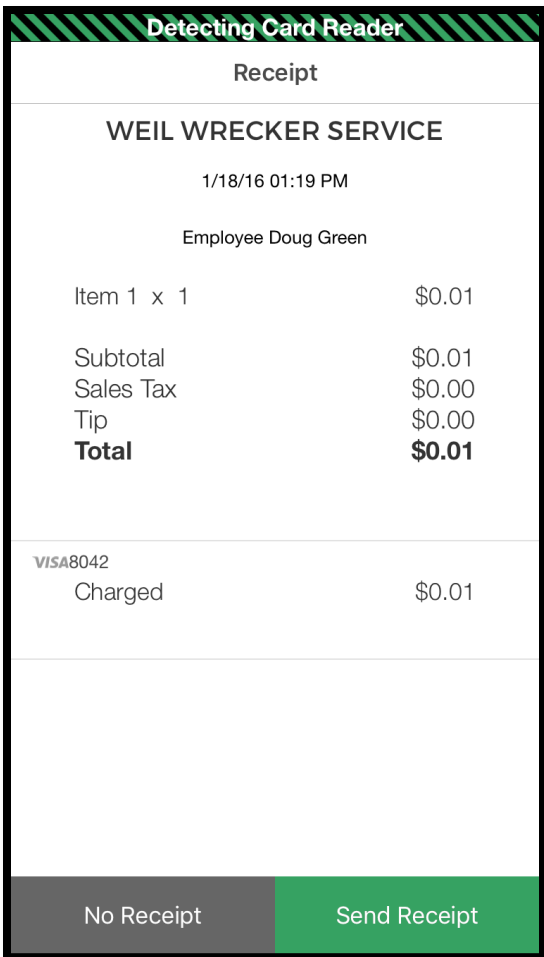 Detecting Card Reader
Receipt
WEIL WRECKER SERVICE
1/18/16 01:19 PM
Employee Doug Green
Item 1 x 1 $0.01
Subtotal $0.01
Sales Tax $0.00
Tip $0.00
Total $0.01
VISA8042
Charged $0.01
No Receipt Send Receipt